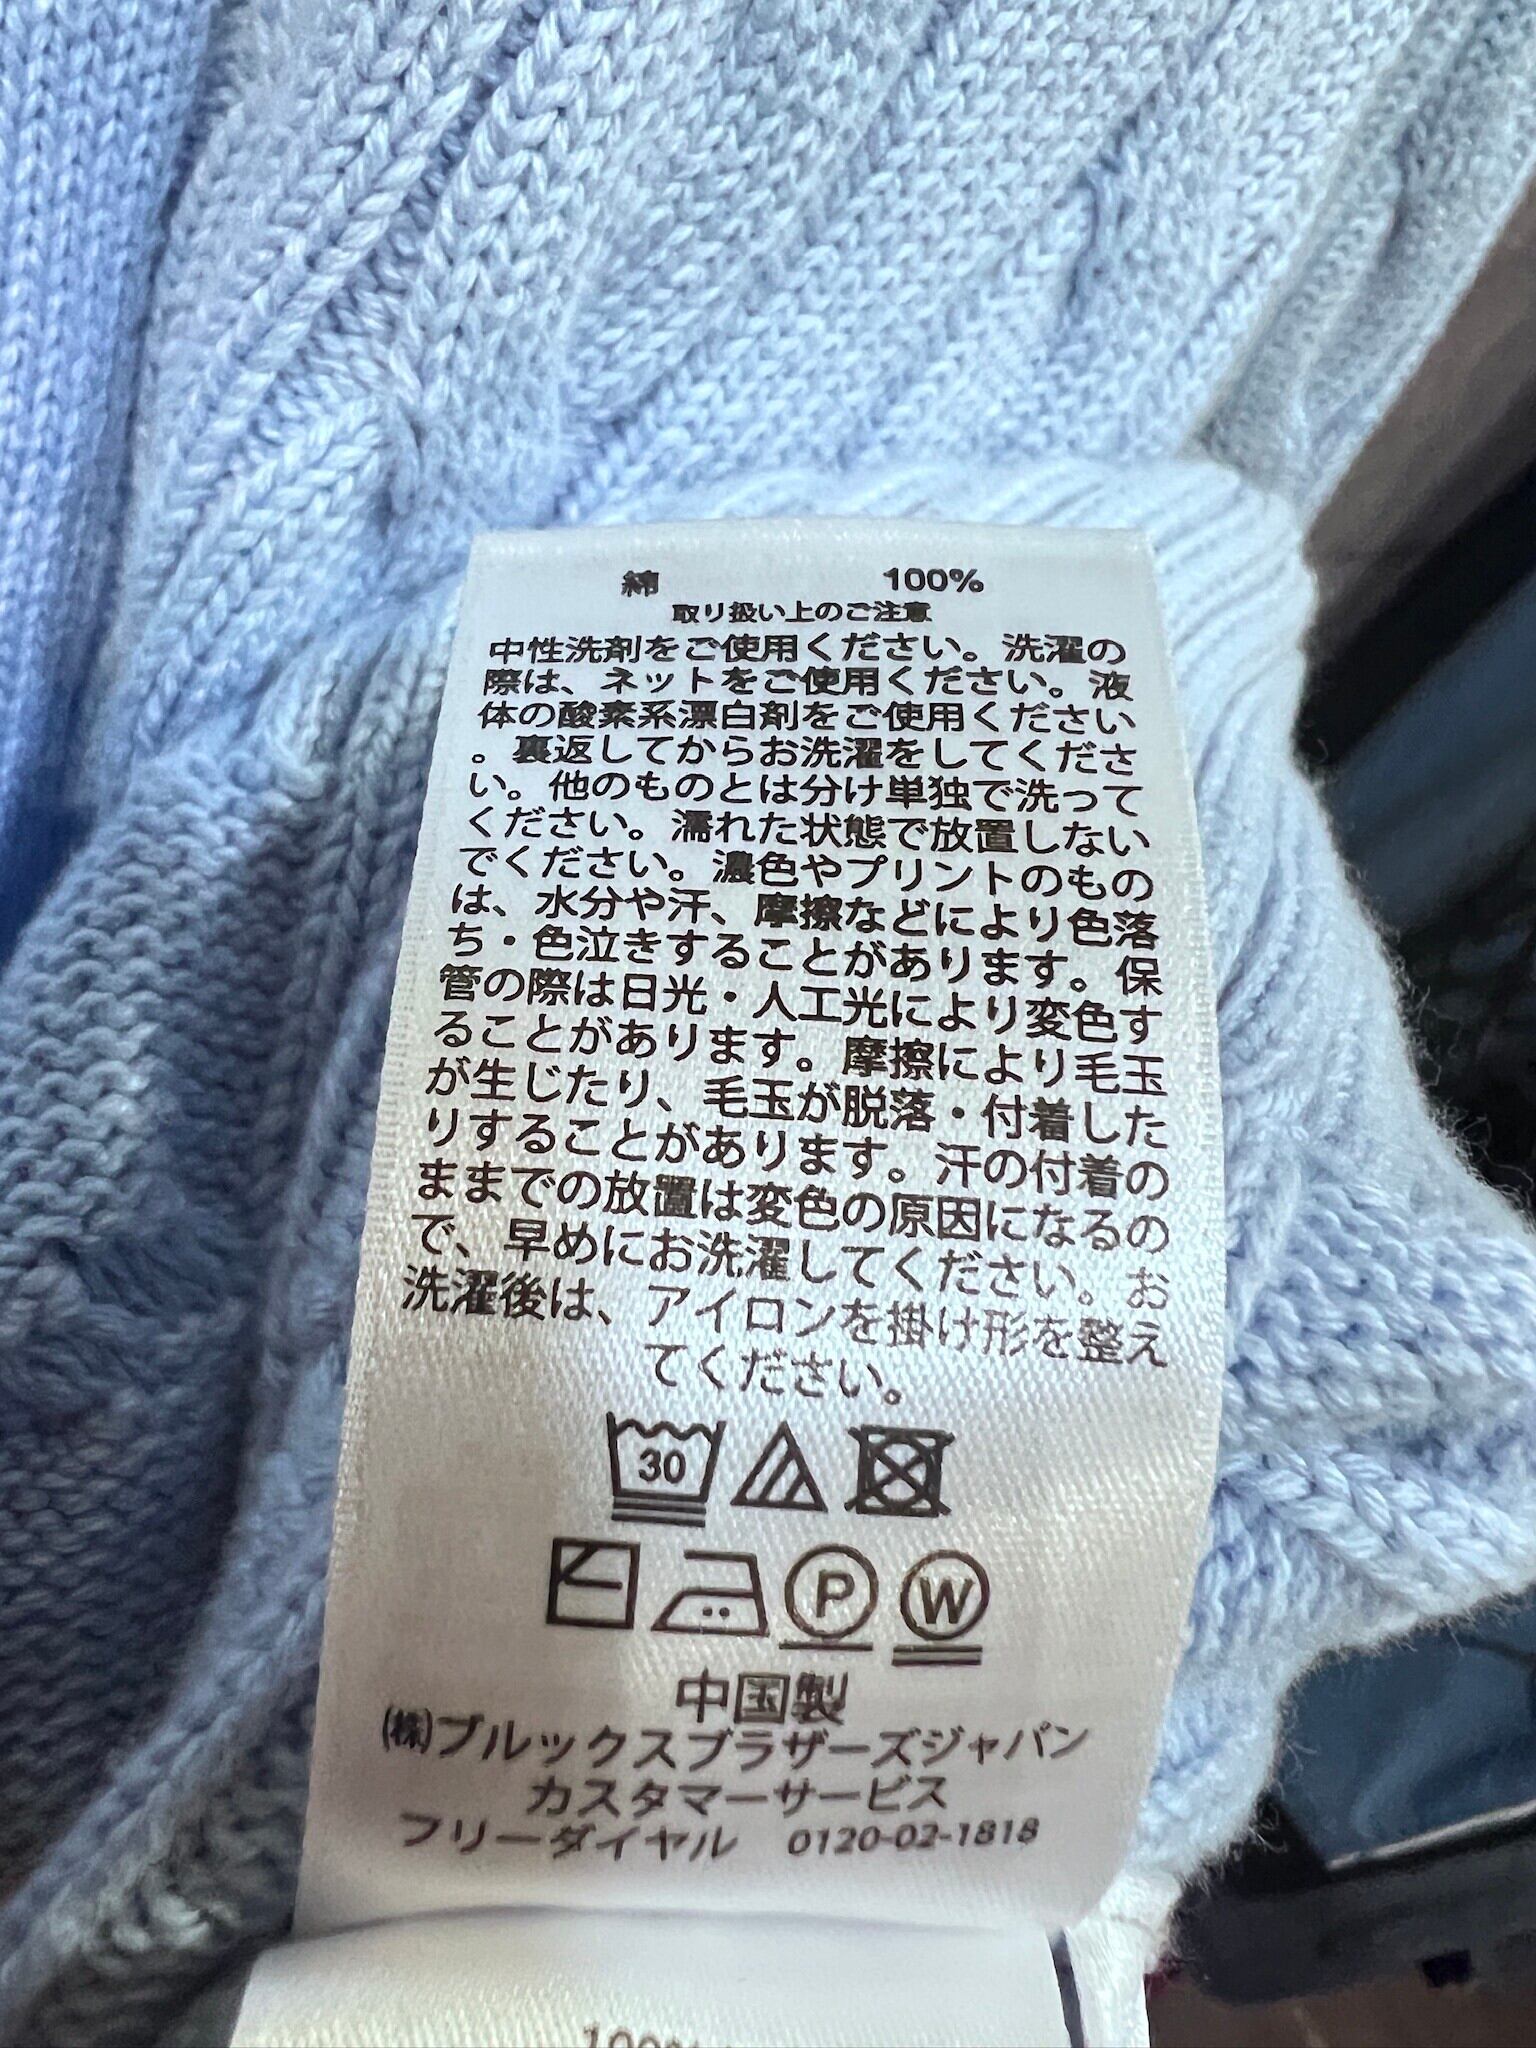 綿 100%
取り扱い上のご注意
中性洗剤をご使用ください。洗濯の
際は、ネットをご使用ください。液
体の酸素系漂白剤をご使用ください
。裏返してからお洗濯をしてくださ
い。他のものとは分け単独で洗って
ください。濡れた状態で放置しない
でください。濃色やプリントのもの
は、水分や汗、摩擦などにより色落
ち・色泣きすることがあります。保
管の際は日光・人工光により変色す
ることがあります。摩擦により毛玉
が生じたり、毛玉が脱落・付着した
りすることがあります。汗の付着の
ままでの放置は変色の原因になるの
で、早めにお洗濯してください。お
洗濯後は、アイロンを掛け形を整え
てください。
30
P W
中国製
(株)ブルックスブラザーズジャパン
カスタマーサービス
フリーダイヤル 0120-02-1818